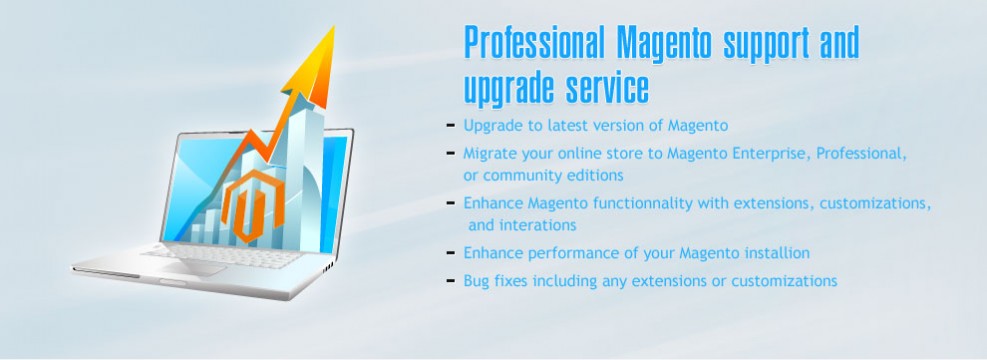 Professional Magento support and
upgrade service
- Upgrade to latest version of Magento
- Migrate your online store to Magento Enterprise, Professional,
or community editions
- Enhance Magento functionnality with extensions, customizations,
and interations
- Enhance performance of your Magento installion
- Bug fixes including any extensions or customizations